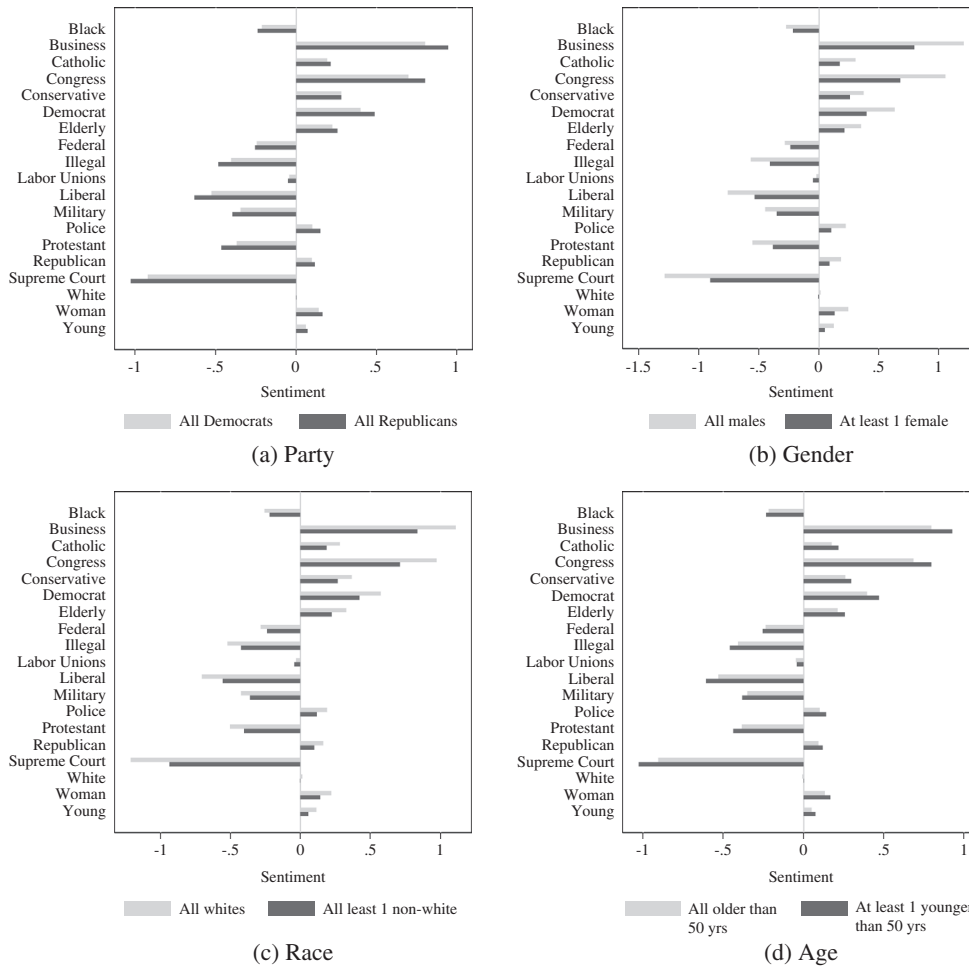 Black
Business
Catholic
Congress
Conservative
Democrat
Elderly
Federal
Illegal
Labor Unions
Liberal
Military
Police
Protestant
Republican
Supreme Court
White
Woman
Young
-1 -.5 0 .5 1
Sentiment
All Democrats All Republicans
(a) Party
Black
Business
Catholic
Congress
Conservative
Democrat
Elderly
Federal
Illegal
Labor Unions
Liberal
Military
Police
Protestant
Republican
Supreme Court
White
Woman
Young
-1.5 -1 -.5 0 .5 1
Sentiment
All males At least 1 female
(b) Gender
Black
Business
Catholic
Congress
Conservative
Democrat
Elderly
Federal
Illegal
Labor Unions
Liberal
Military
Police
Protestant
Republican
Supreme Court
White
Woman
Young
-1 -.5 0 .5 1
Sentiment
All whites All least 1 non-white
(c) Race
Black
Business
Catholic
Congress
Conservative
Democrat
Elderly
Federal
Illegal
Labor Unions
Liberal
Military
Police
Protestant
Republican
Supreme Court
White
Woman
Young
-1 -.5 0 .5 1
Sentiment
All older than At least 1 younger
50 yrs than 50 yrs
(d) Age